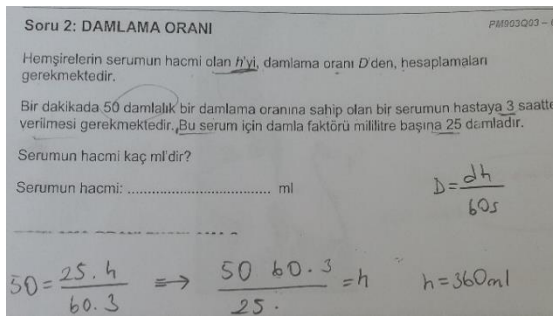 Soru 2: DAMLAMA ORANI
PM903Q03 –
Hemşirelerin serumun hacmi olan h'yi, damlama oranı D'den, hesaplamaları
gerekmektedir.
Bir dakikada 50 damlalık bir damlama oranına sahip olan bir serumun hastaya 3 saatte
verilmesi gerekmektedir. Bu serum için damla faktörü mililitre başına 25 damladır.
Serumun hacmi kaç ml'dir?
Serumun hacmi: .................................... ml
D = dh / 60s
50 = 25.h / 60.3 ⇒ 50 60.3 / 25. = h h = 360ml